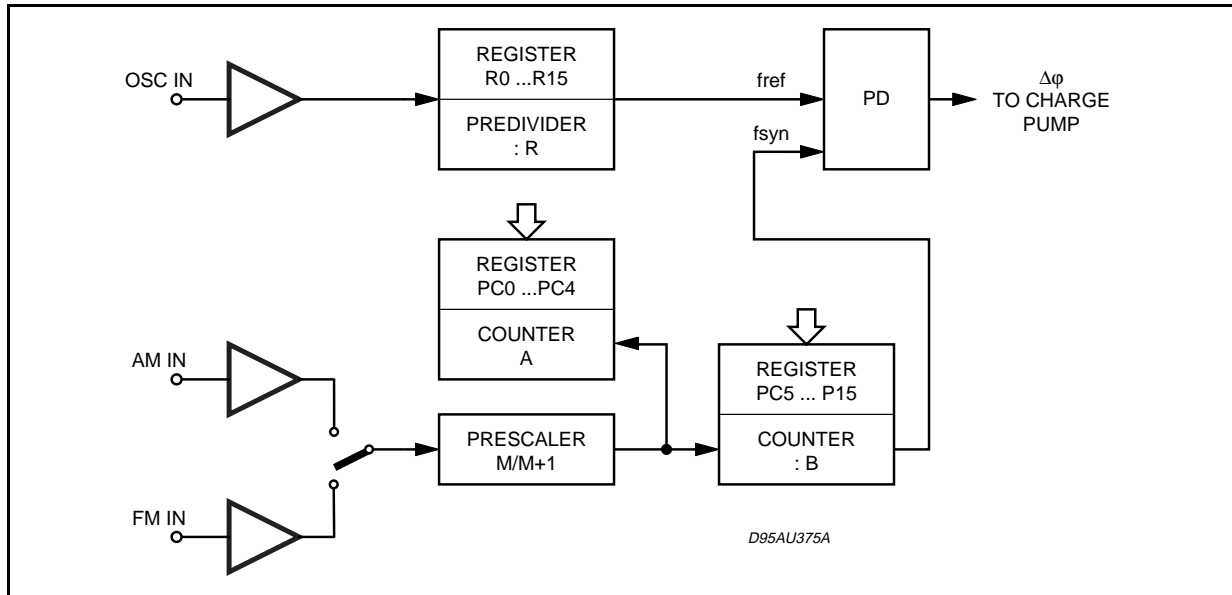 OSC IN
REGISTER
R0 ...R15
PREDIVIDER
: R
fref
fsyn
PD
Δφ
TO CHARGE
PUMP
REGISTER
PC0 ...PC4
COUNTER
A
AM IN
FM IN
PRESCALER
M/M+1
REGISTER
PC5 ... P15
COUNTER
: B
D95AU375A